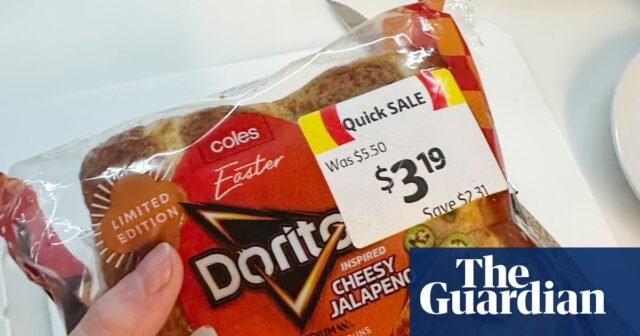 Quick SALE
Was $5.50
$3.19
Save $2.31
coles
Easter
LIMITED
EDITION
Dorito
INSPIRED
CHEESY
JALAPENO
The
Guardian